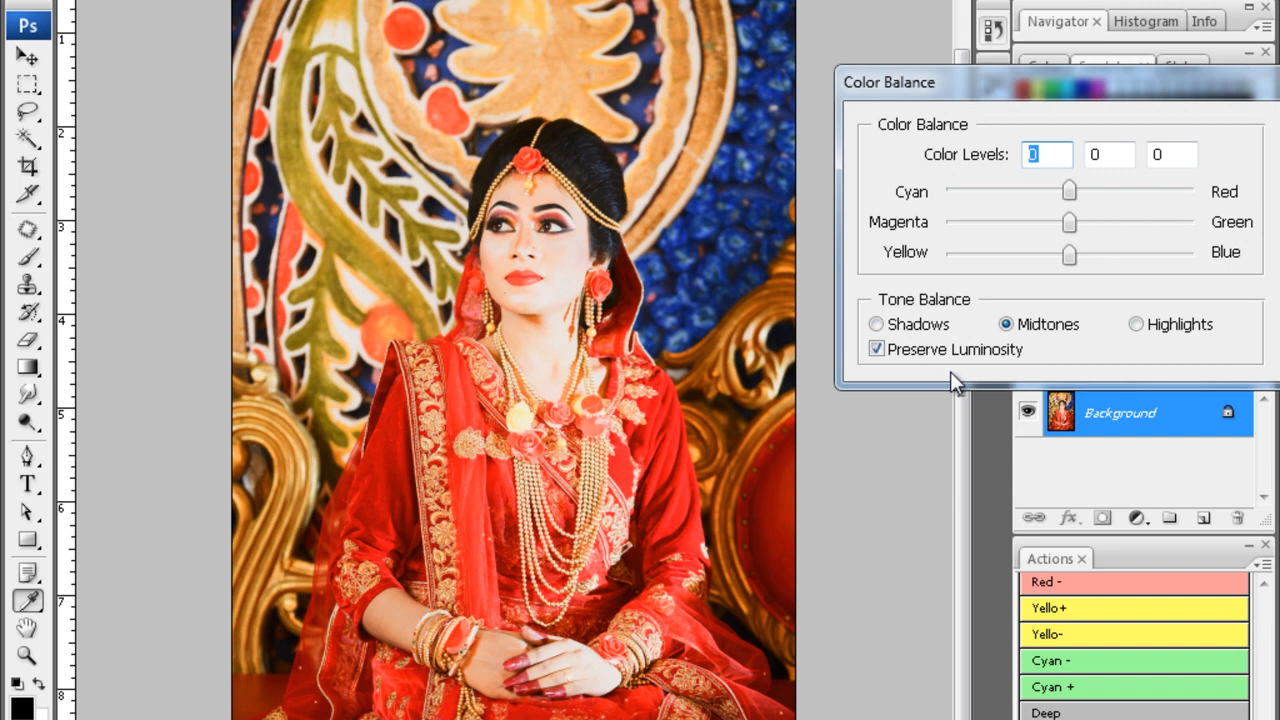 Ps
Navigator × Histogram Info
Color Balance
Color Balance
Color Levels: 0 0 0
Cyan Red
Magenta Green
Yellow Blue
Tone Balance
Shadows Midtones Highlights
Preserve Luminosity
Background
fx.
Actions ×
Red -
Yello+
Yello-
Cyan -
Cyan +
Deep
1
2
3
4
5
6
7
8
T